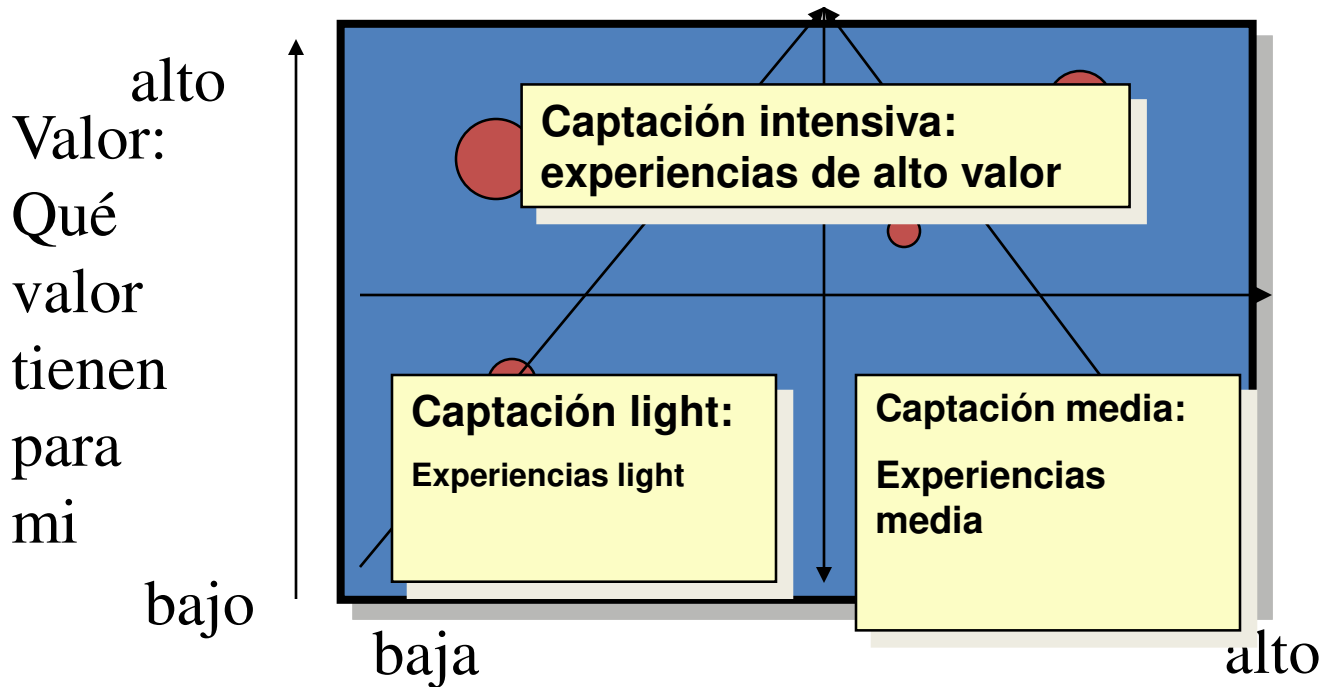 alto
Valor:
Qué
valor
tienen
para
mi
bajo
Captación intensiva:
experiencias de alto valor
Captación light:
Experiencias light
Captación media:
Experiencias
media
baja
alto